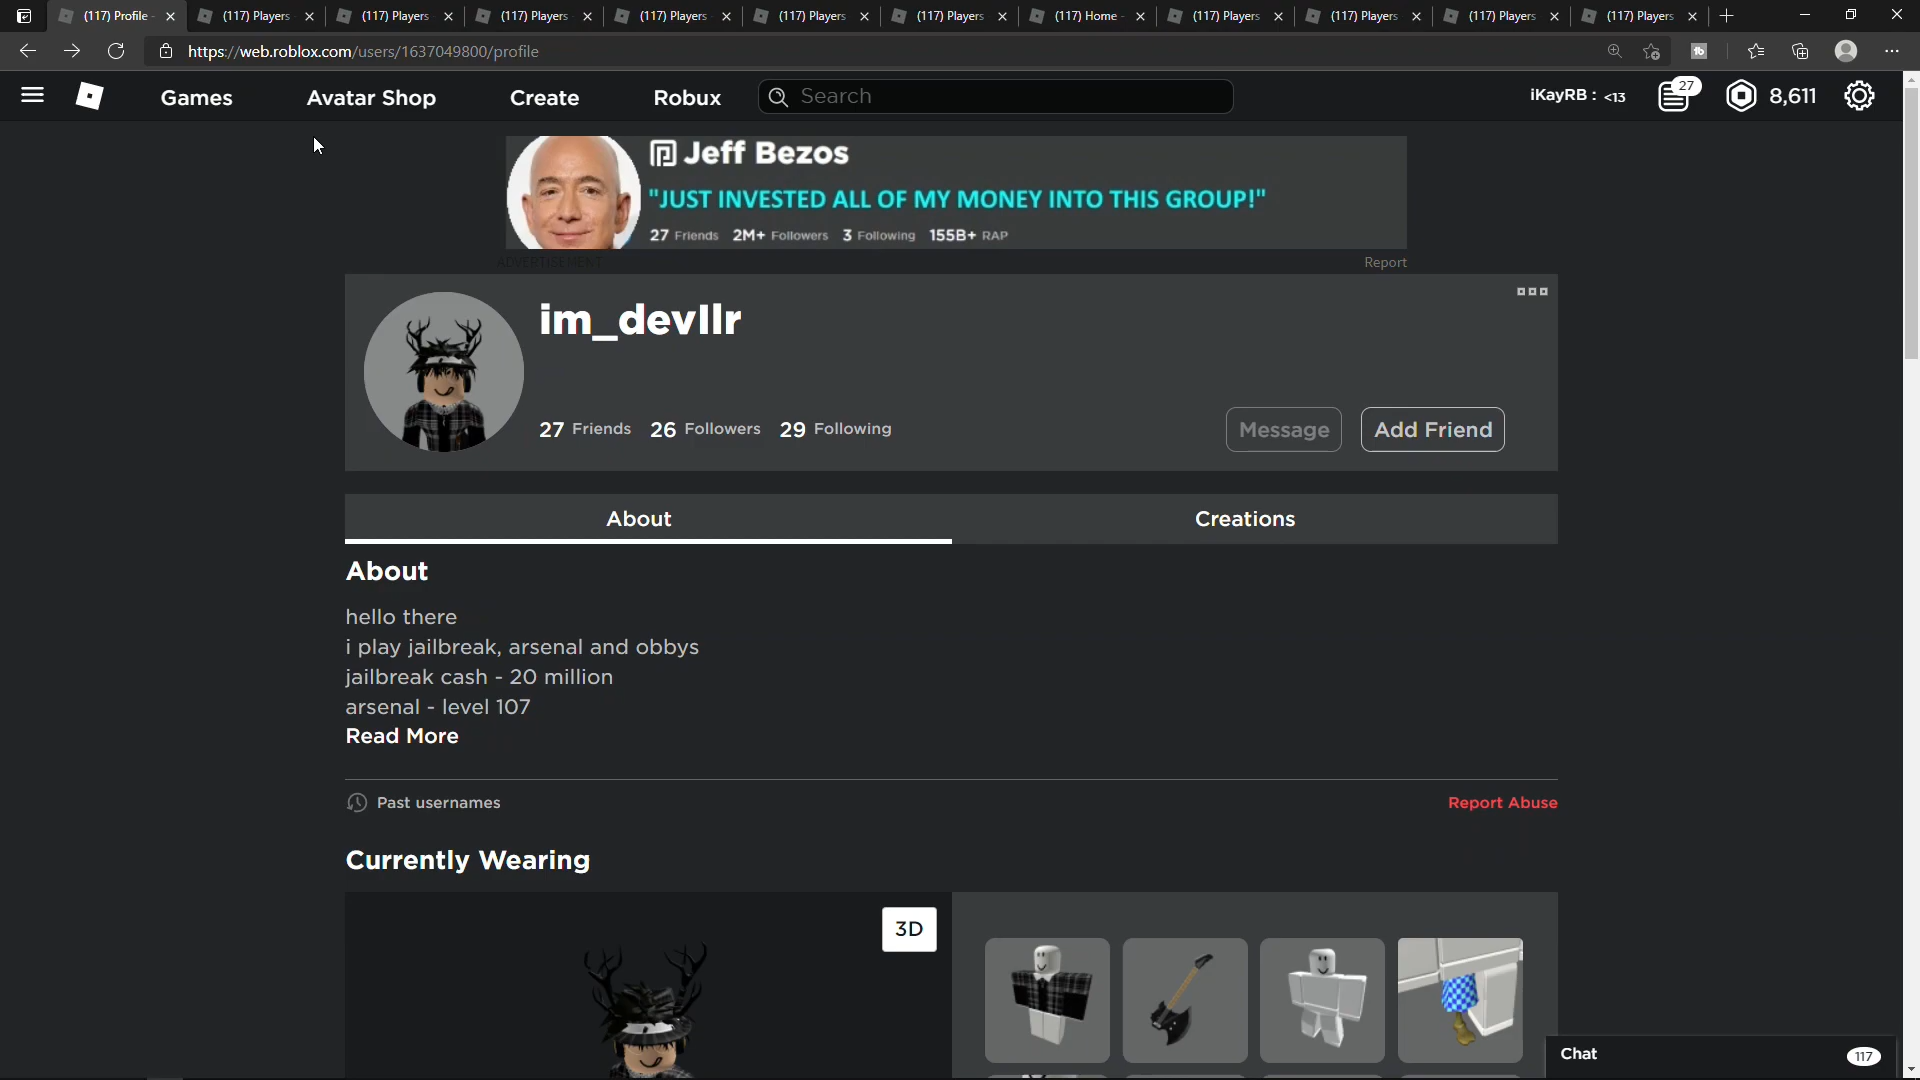 (117) Profile -
(117) Players
(117) Players
(117) Players
(117) Players
(117) Players
(117) Players
(117) Home -
(117) Players
(117) Players
(117) Players
(117) Players
https://web.roblox.com/users/1637049800/profile
Games
Avatar Shop
Create
Robux
Search
iKayRB : <13
27
8,611
Jeff Bezos
"JUST INVESTED ALL OF MY MONEY INTO THIS GROUP!"
27 Friends 2M+ Followers 3 Following 155B+ RAP
ADVERTISEMENT
Report
im_devIlr
27 Friends 26 Followers 29 Following
Message
Add Friend
About
Creations
About
hello there
i play jailbreak, arsenal and obbys
jailbreak cash - 20 million
arsenal - level 107
Read More
Past usernames
Report Abuse
Currently Wearing
3D
Chat
117